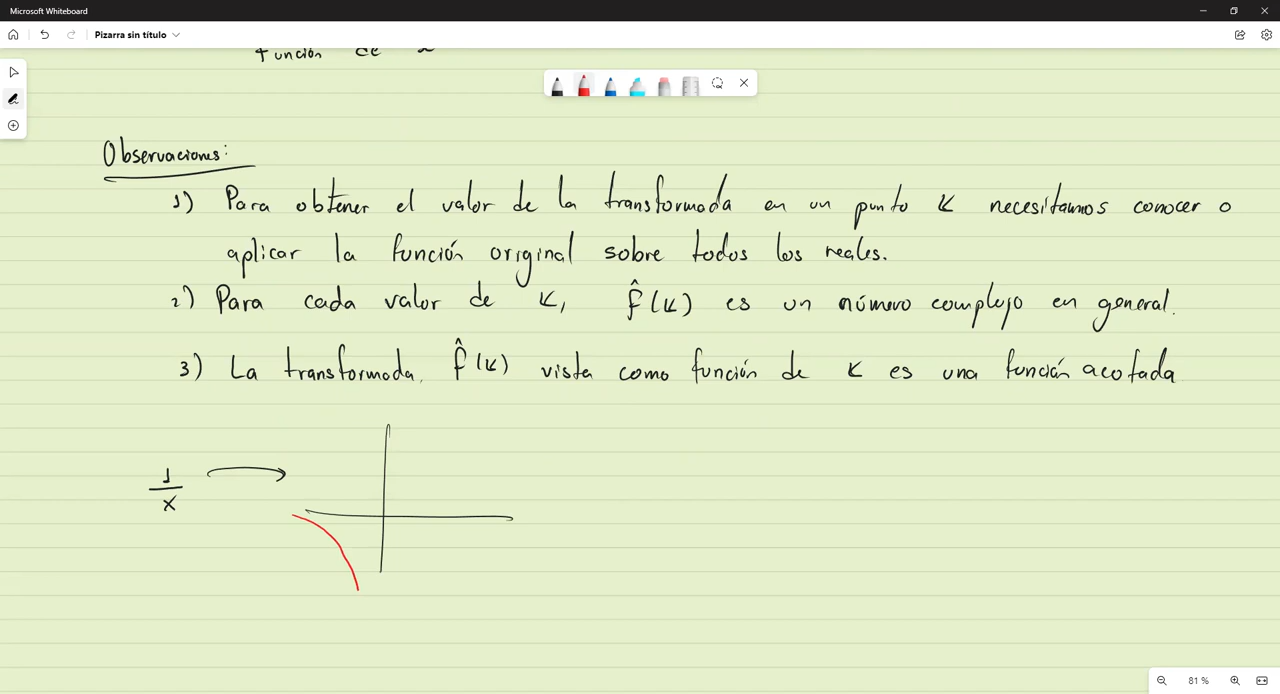 Microsoft Whiteboard
Pizarra sin título
función de
Observaciones:
1) Para obtener el valor de la transformada en un punto k necesitamos conocer o
aplicar la función original sobre todos los reales.
2) Para cada valor de k, f̂(k) es un número complejo en general.
3) La transformada, f̂(k) vista como función de k es una función acotada
1
x
81 %